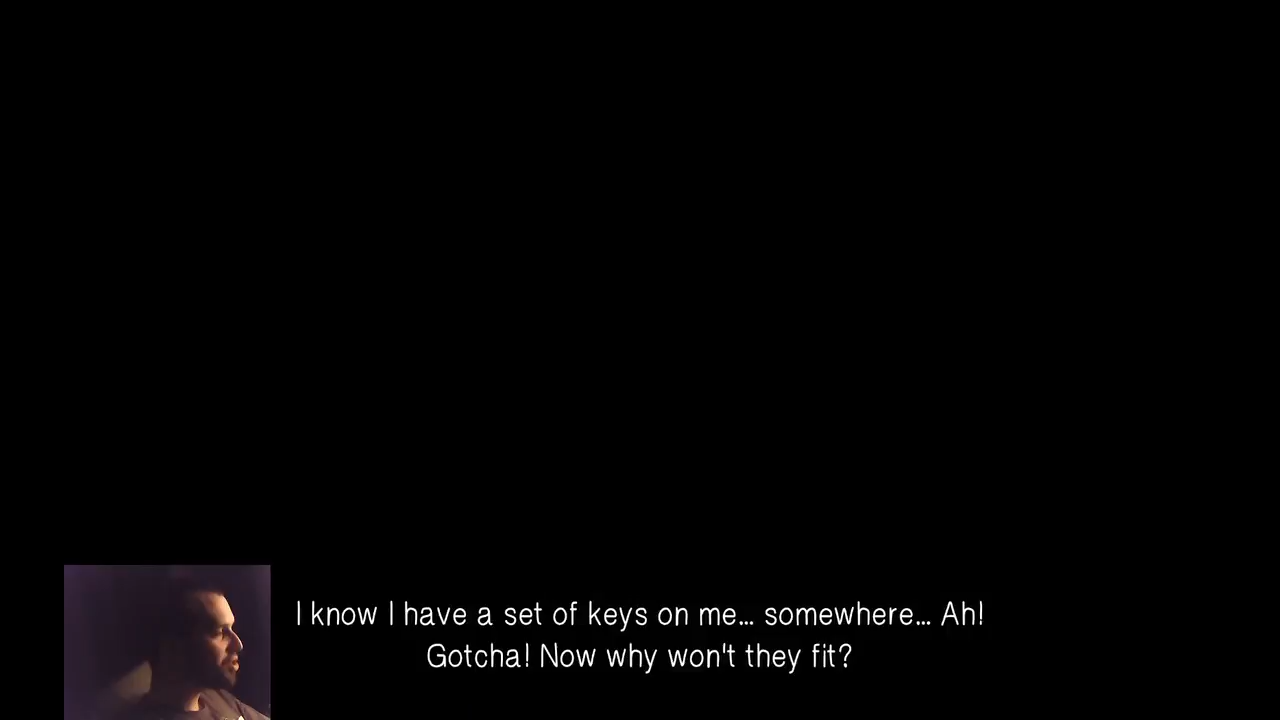 I know I have a set of keys on me... somewhere... Ah!
Gotcha! Now why won't they fit?